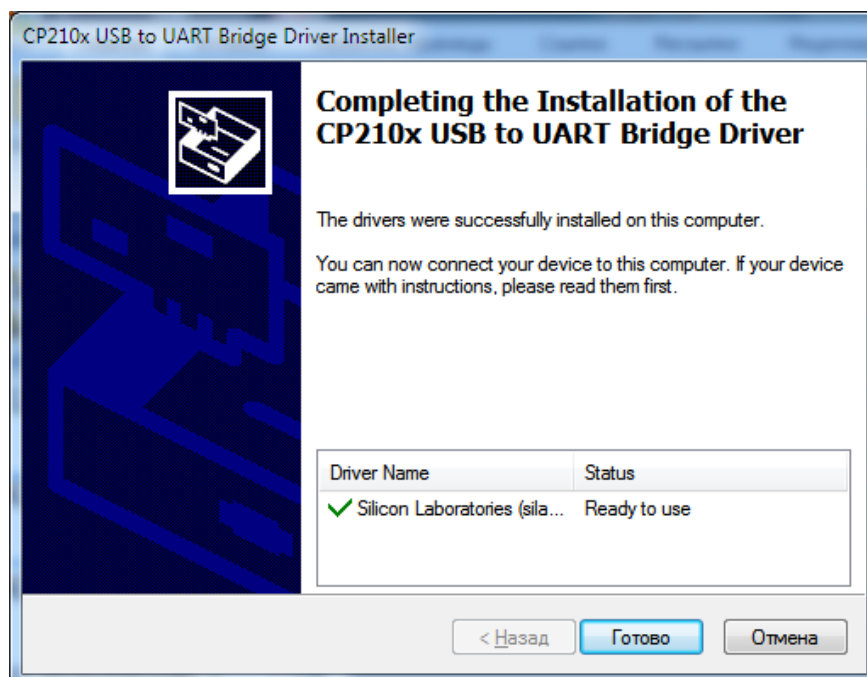 CP210x USB to UART Bridge Driver Installer
Completing the Installation of the
CP210x USB to UART Bridge Driver
The drivers were successfully installed on this computer.
You can now connect your device to this computer. If your device
came with instructions, please read them first.
Driver Name Status
Silicon Laboratories (sila... Ready to use
< Назад Готово Отмена